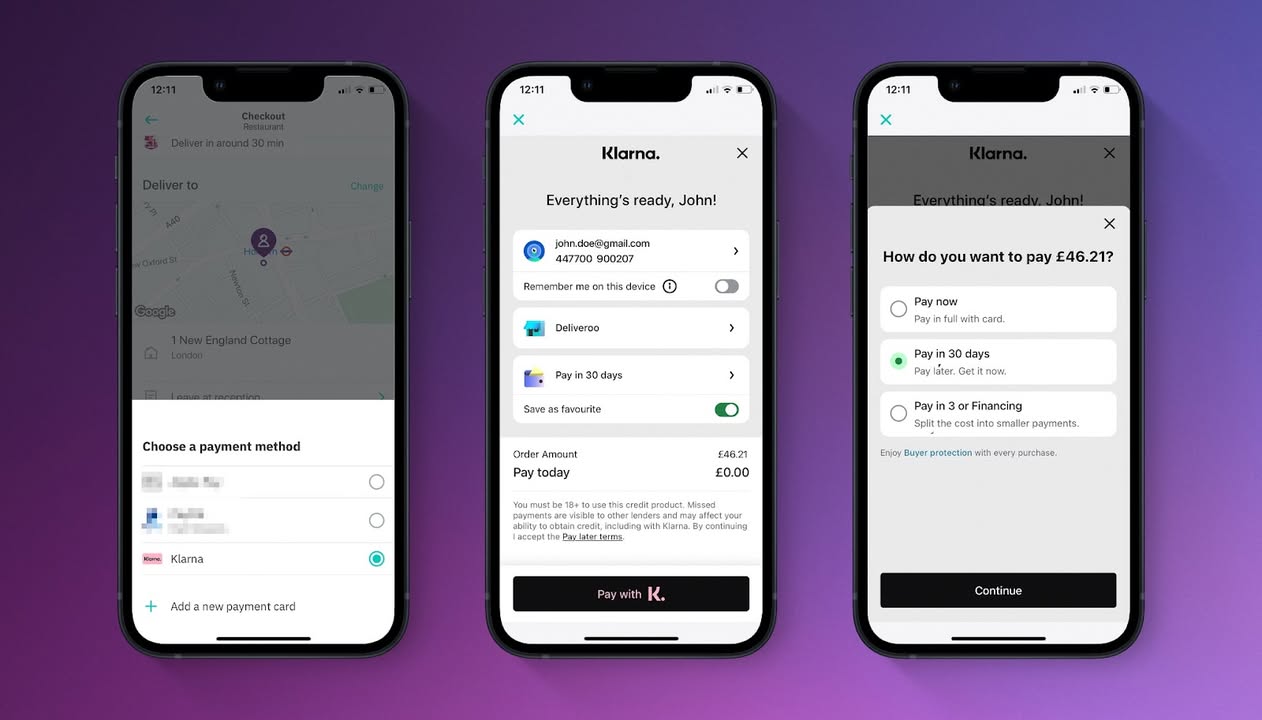 12:11
Checkout
Restaurant
Deliver in around 30 min
Deliver to
Change
A40
New Oxford St
Newton St
Google
1 New England Cottage
London
Leave at reception
Choose a payment method
Klarna.
Klarna
Add a new payment card
12:11
Klarna.
Everything's ready, John!
john.doe@gmail.com
447700 900207
Remember me on this device
Deliveroo
Pay in 30 days
Save as favourite
Order Amount £46.21
Pay today £0.00
You must be 18+ to use this credit product. Missed
payments are visible to other lenders and may affect your
ability to obtain credit, including with Klarna. By continuing
I accept the Pay later terms.
Pay with K.
12:11
Klarna.
Everything's ready, John!
How do you want to pay £46.21?
Pay now
Pay in full with card.
Pay in 30 days
Pay later. Get it now.
Pay in 3 or Financing
Split the cost into smaller payments.
Enjoy Buyer protection with every purchase.
Continue